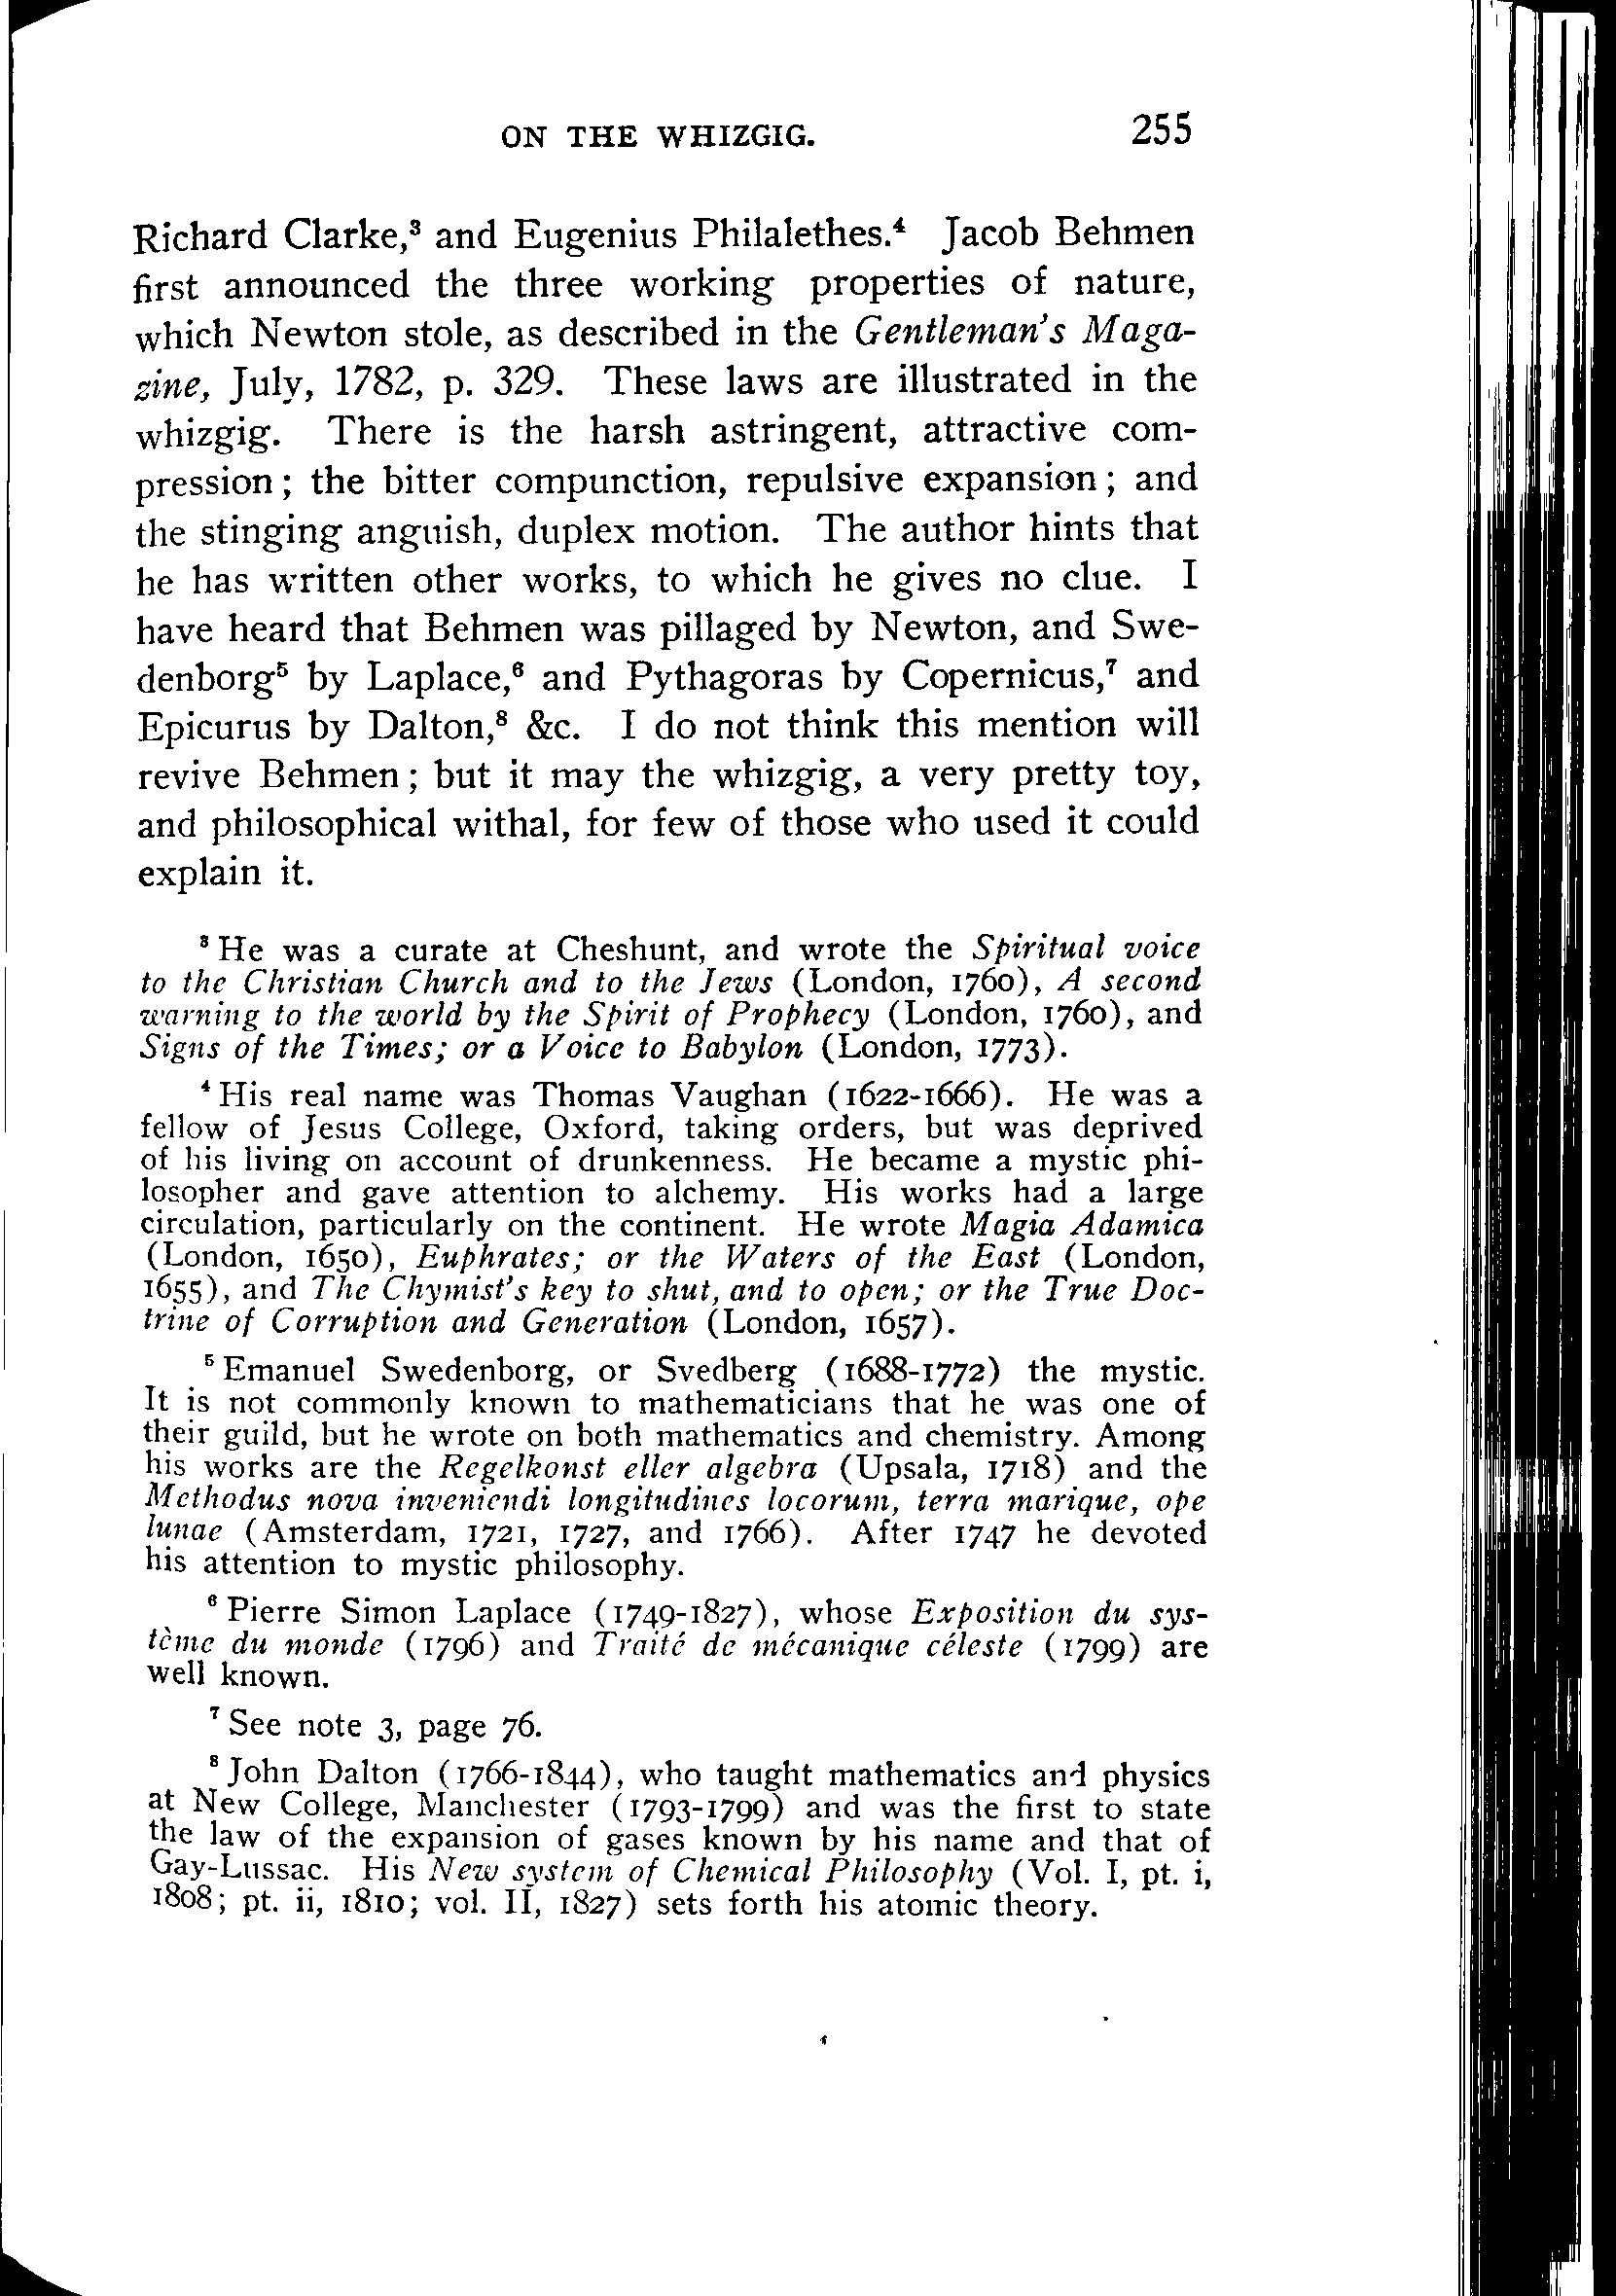 ON THE WHIZGIG. 255
Richard Clarke,³ and Eugenius Philalethes.⁴ Jacob Behmen
first announced the three working properties of nature,
which Newton stole, as described in the Gentleman's Maga-
zine, July, 1782, p. 329. These laws are illustrated in the
whizgig. There is the harsh astringent, attractive com-
pression; the bitter compunction, repulsive expansion; and
the stinging anguish, duplex motion. The author hints that
he has written other works, to which he gives no clue. I
have heard that Behmen was pillaged by Newton, and Swe-
denborg⁵ by Laplace,⁶ and Pythagoras by Copernicus,⁷ and
Epicurus by Dalton,⁸ &c. I do not think this mention will
revive Behmen; but it may the whizgig, a very pretty toy,
and philosophical withal, for few of those who used it could
explain it.
³ He was a curate at Cheshunt, and wrote the Spiritual voice
to the Christian Church and to the Jews (London, 1760), A second
warning to the world by the Spirit of Prophecy (London, 1760), and
Signs of the Times; or a Voice to Babylon (London, 1773).
⁴ His real name was Thomas Vaughan (1622-1666). He was a
fellow of Jesus College, Oxford, taking orders, but was deprived
of his living on account of drunkenness. He became a mystic phi-
losopher and gave attention to alchemy. His works had a large
circulation, particularly on the continent. He wrote Magia Adamica
(London, 1650), Euphrates; or the Waters of the East (London,
1655), and The Chymist's key to shut, and to open; or the True Doc-
trine of Corruption and Generation (London, 1657).
⁵ Emanuel Swedenborg, or Svedberg (1688-1772) the mystic.
It is not commonly known to mathematicians that he was one of
their guild, but he wrote on both mathematics and chemistry. Among
his works are the Regelkonst eller algebra (Upsala, 1718) and the
Methodus nova inveniendi longitudines locorum, terra marique, ope
lunae (Amsterdam, 1721, 1727, and 1766). After 1747 he devoted
his attention to mystic philosophy.
⁶ Pierre Simon Laplace (1749-1827), whose Exposition du sys-
tème du monde (1796) and Traité de mécanique céleste (1799) are
well known.
⁷ See note 3, page 76.
⁸ John Dalton (1766-1844), who taught mathematics and physics
at New College, Manchester (1793-1799) and was the first to state
the law of the expansion of gases known by his name and that of
Gay-Lussac. His New system of Chemical Philosophy (Vol. I, pt. i,
1808; pt. ii, 1810; vol. II, 1827) sets forth his atomic theory.